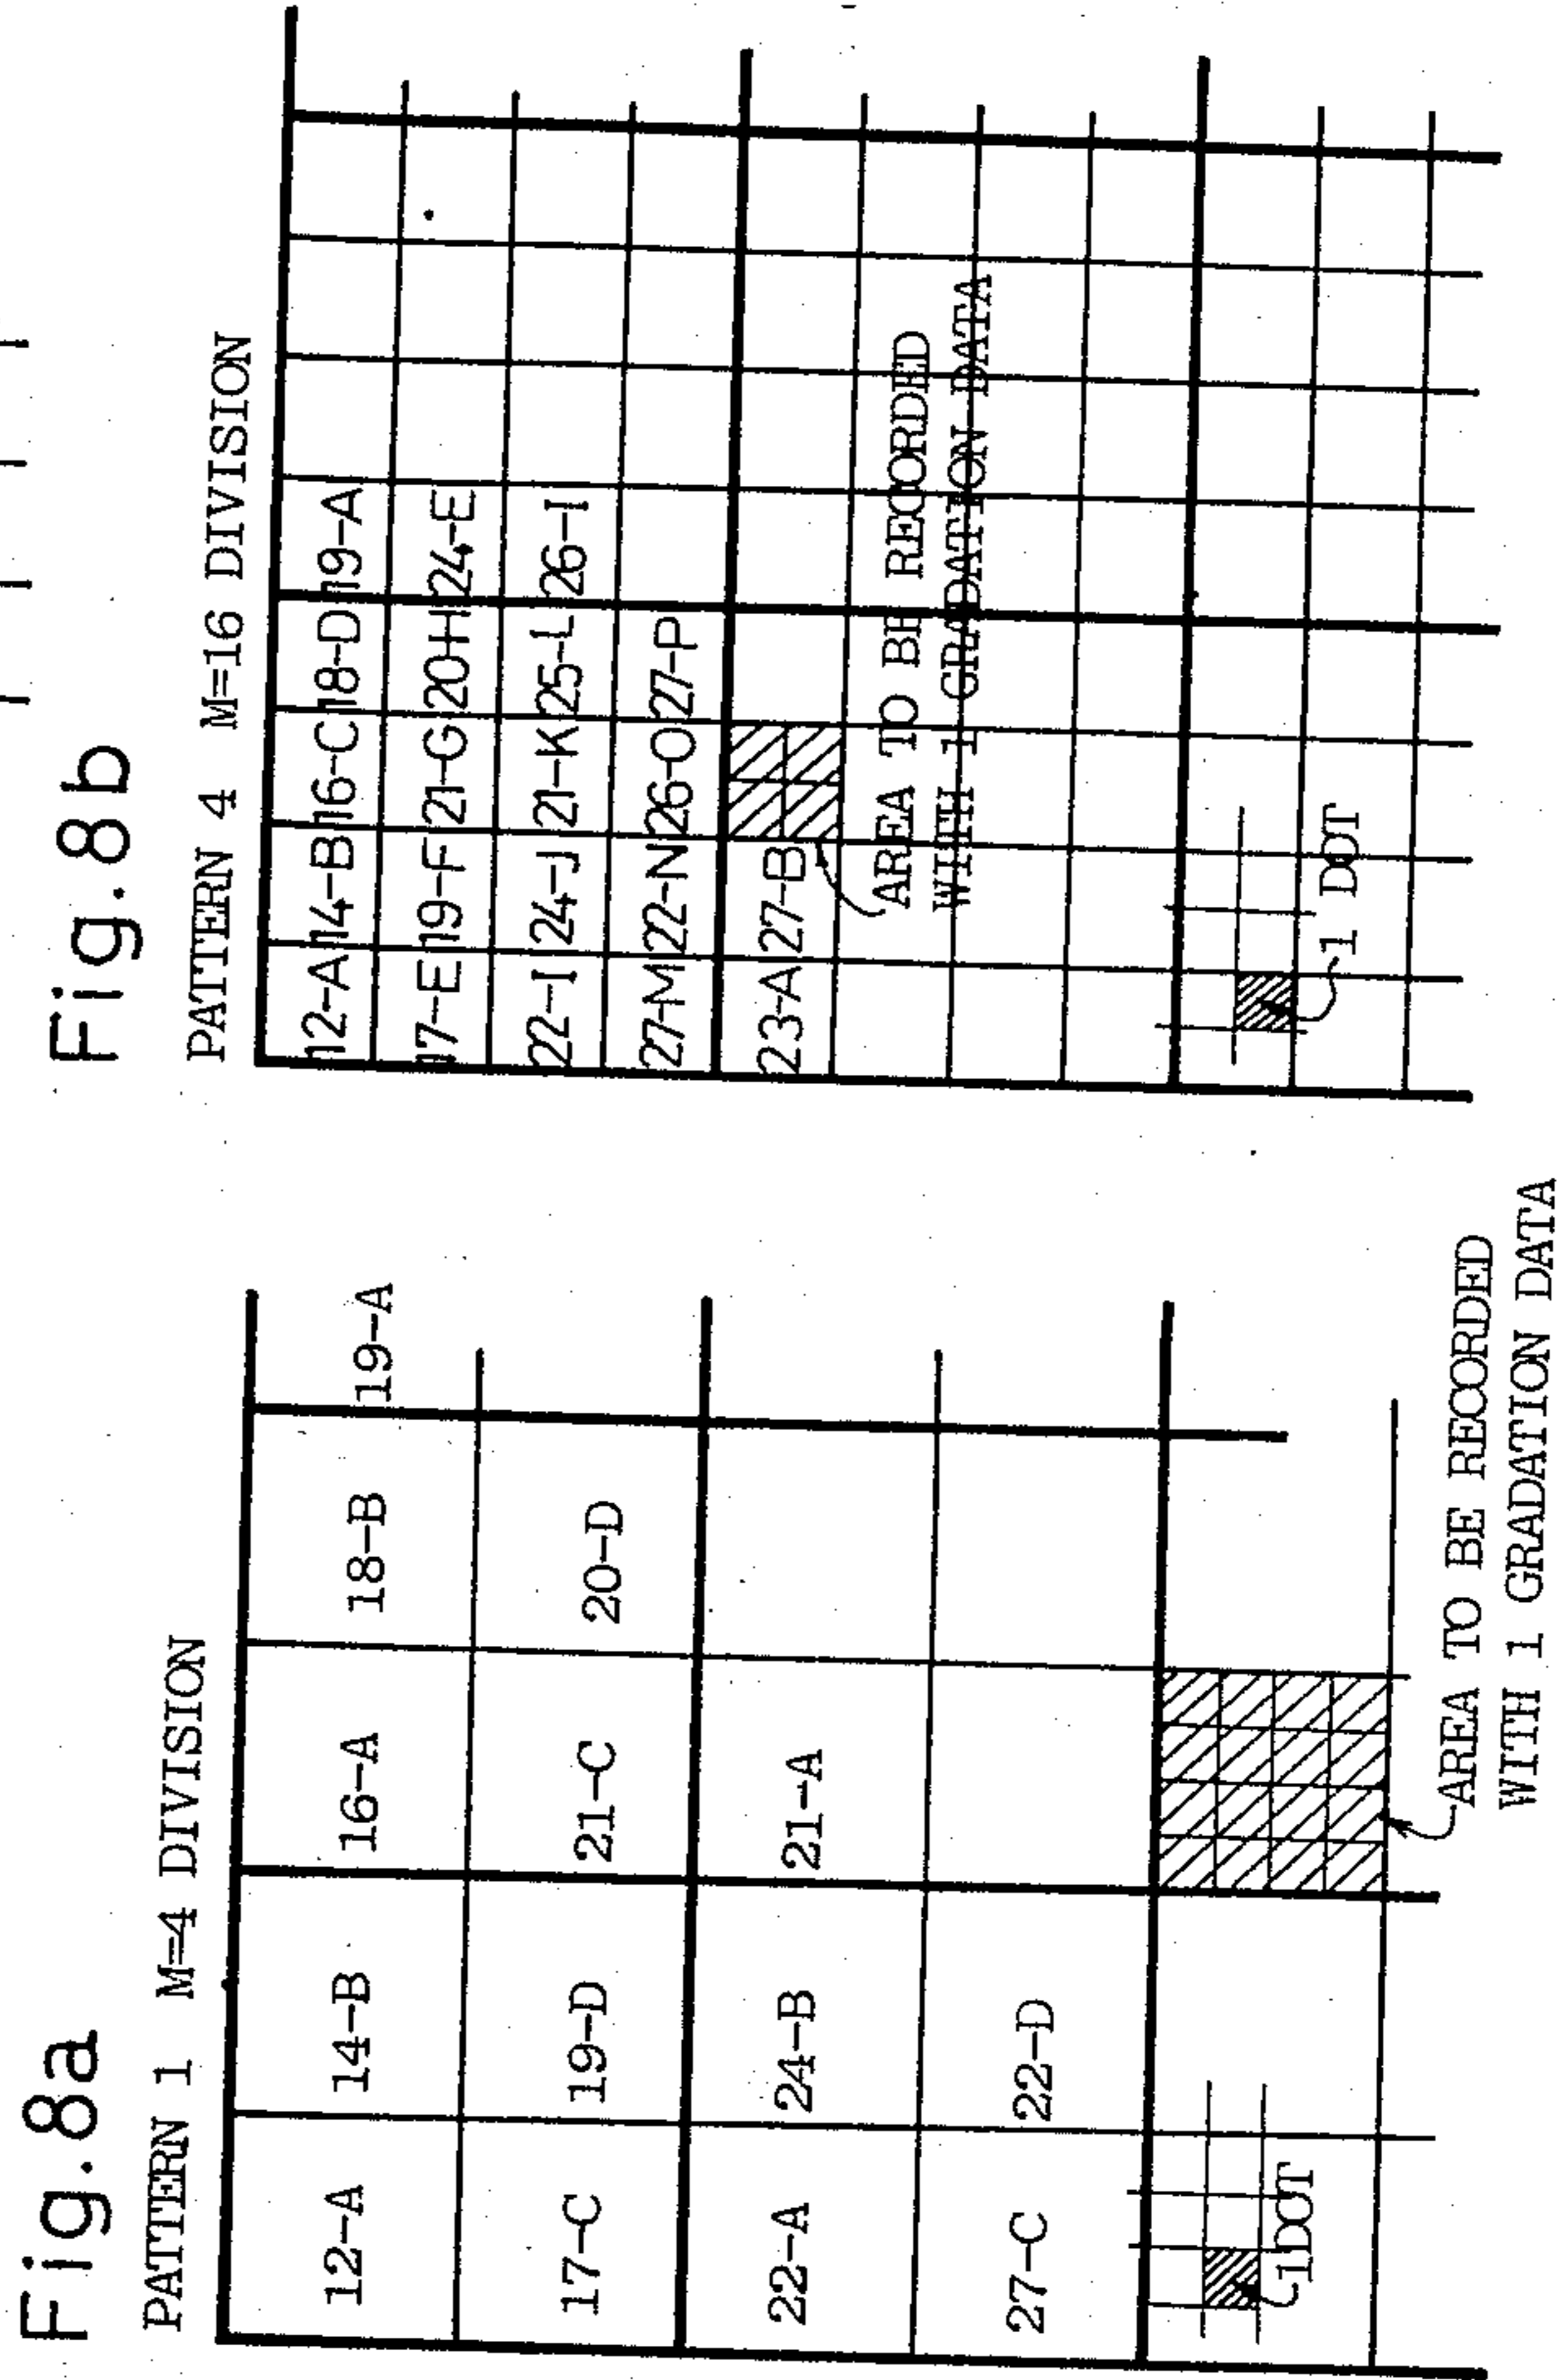 Fig.8a
PATTERN 1 M=4 DIVISION
12-A 14-B 16-A 18-B 19-A
17-C 19-D 21-C 20-D
22-A 24-B 21-A
27-C 22-D
1DOT
AREA TO BE RECORDED
WITH 1 GRADATION DATA
Fig.8b
PATTERN 4 M=16 DIVISION
12-A 14-B 16-C 18-D 19-A
17-E 19-F 21-G 20-H 24-E
22-I 24-J 21-K 25-L 26-I
27-M 22-N 26-O 27-P
23-A 27-B
AREA TO BE RECORDED
WITH 1 GRADATION DATA
1 DOT